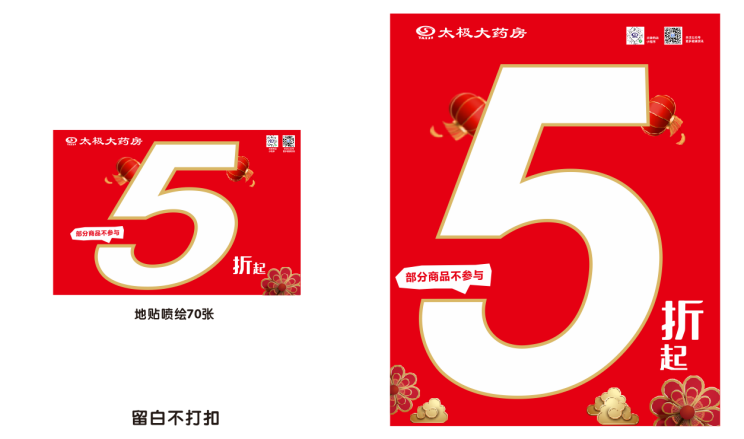 太极大药房
5
部分商品不参与
折起
地贴喷绘70张
留白不打扣
太极大药房
5
部分商品不参与
折
起